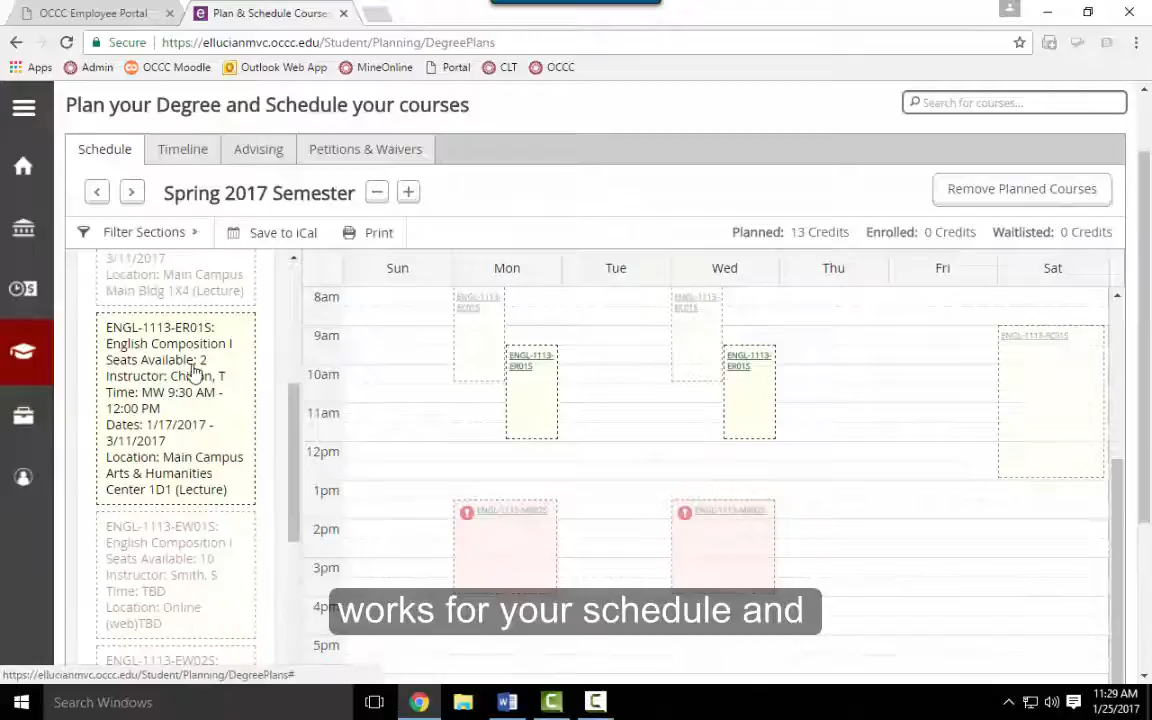 OCCC Employee Portal
Plan & Schedule Course
Secure
https://ellucianmvc.occc.edu/Student/Planning/DegreePlans
Apps
Admin
OCCC Moodle
Outlook Web App
MineOnline
Portal
CLT
OCCC
Plan your Degree and Schedule your courses
Search for courses...
Schedule
Timeline
Advising
Petitions & Waivers
Spring 2017 Semester
Remove Planned Courses
Filter Sections
Save to iCal
Print
Planned: 13 Credits
Enrolled: 0 Credits
Waitlisted: 0 Credits
3/11/2017
Location: Main Campus
Main Bldg 1X4 (Lecture)
ENGL-1113-ER01S:
English Composition I
Seats Available: 2
Instructor: T
Time: MW 9:30 AM -
12:00 PM
Dates: 1/17/2017 -
3/11/2017
Location: Main Campus
Arts & Humanities
Center 1D1 (Lecture)
ENGL-1113-EW01S:
English Composition I
Seats Available: 10
Instructor: Smith, S
Time: TBD
Location: Online
(web)TBD
ENGL-1113-EW02S:
Sun
Mon
Tue
Wed
Thu
Fri
Sat
8am
9am
10am
11am
12pm
1pm
2pm
3pm
4pm
5pm
ENGL-1113-
ENGL-1113-
ENGL-1113-
ER01S
ENGL-1113-
ER01S
works for your schedule and
https://ellucianmvc.occc.edu/Student/Planning/DegreePlans#
Search Windows
11:29 AM
1/25/2017